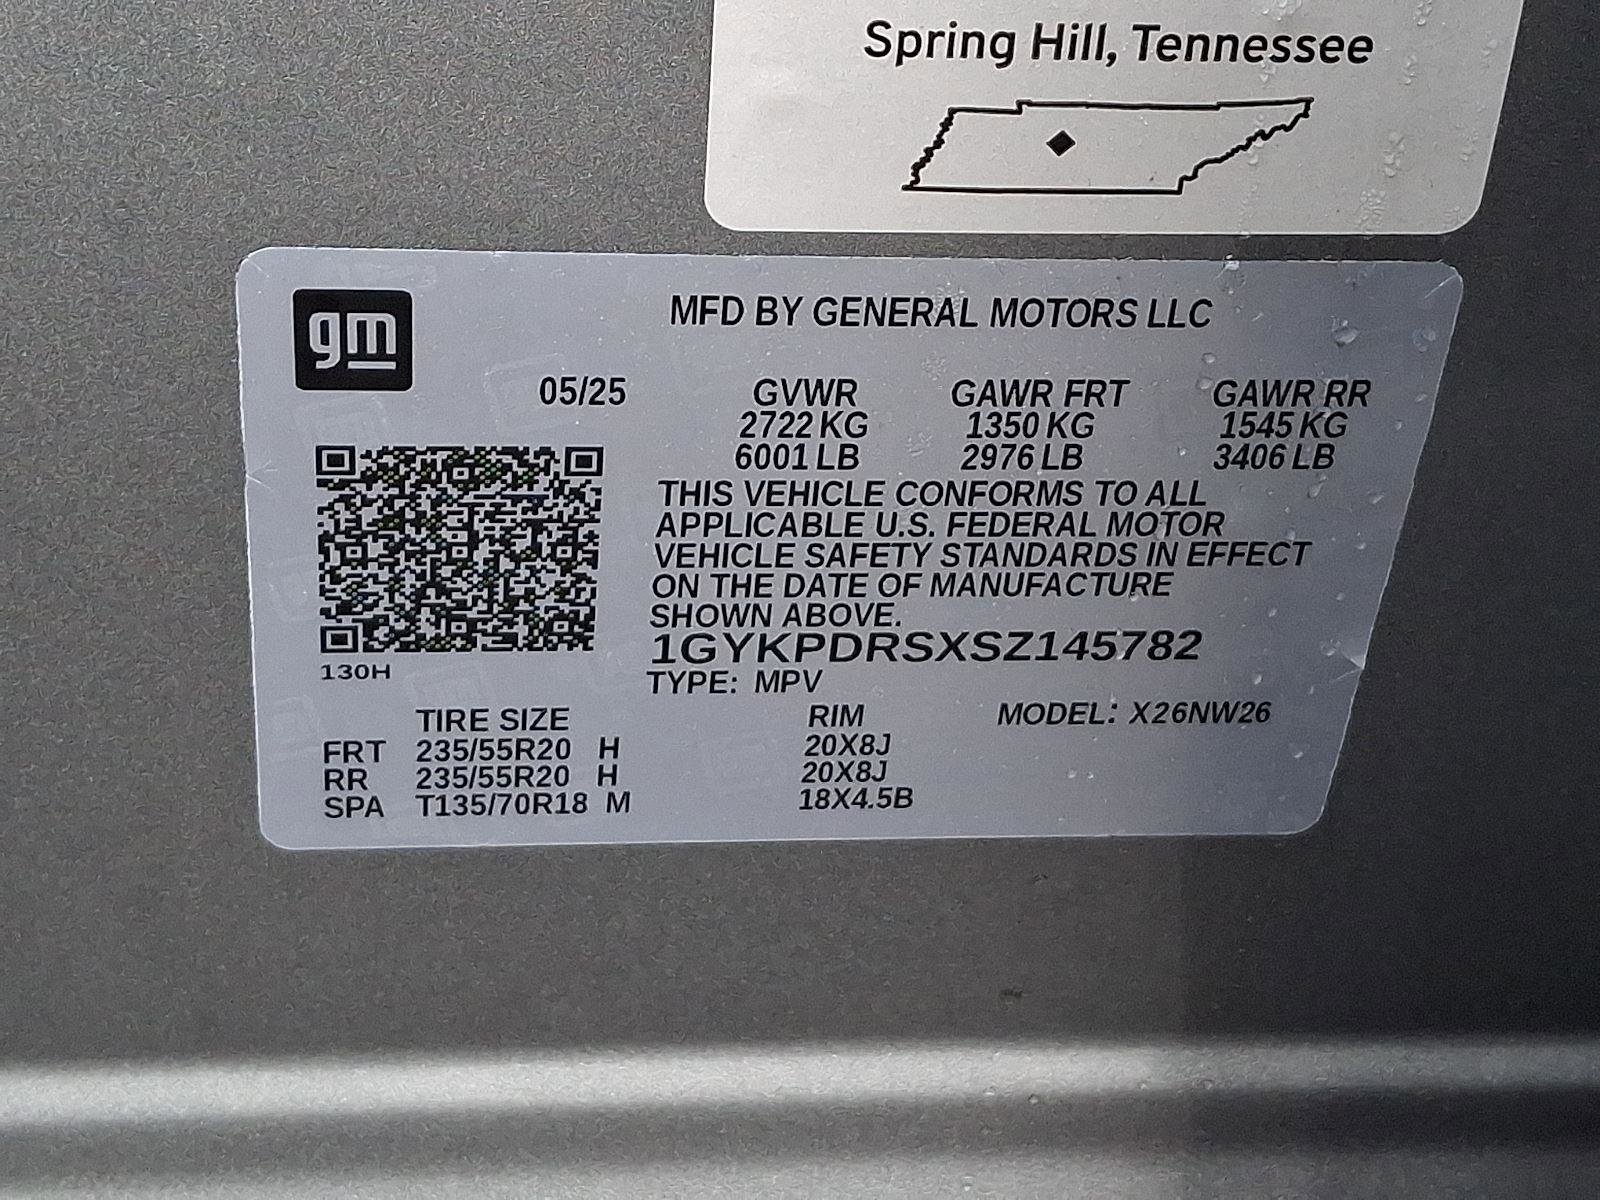 Spring Hill, Tennessee
gm
MFD BY GENERAL MOTORS LLC
05/25
GVWR GAWR FRT GAWR RR
2722 KG 1350 KG 1545 KG
6001 LB 2976 LB 3406 LB
THIS VEHICLE CONFORMS TO ALL
APPLICABLE U.S. FEDERAL MOTOR
VEHICLE SAFETY STANDARDS IN EFFECT
ON THE DATE OF MANUFACTURE
SHOWN ABOVE.
1GYKPDRSXSZ145782
130H
TYPE: MPV
TIRE SIZE RIM MODEL: X26NW26
FRT 235/55R20 H 20X8J
RR 235/55R20 H 20X8J
SPA T135/70R18 M 18X4.5B